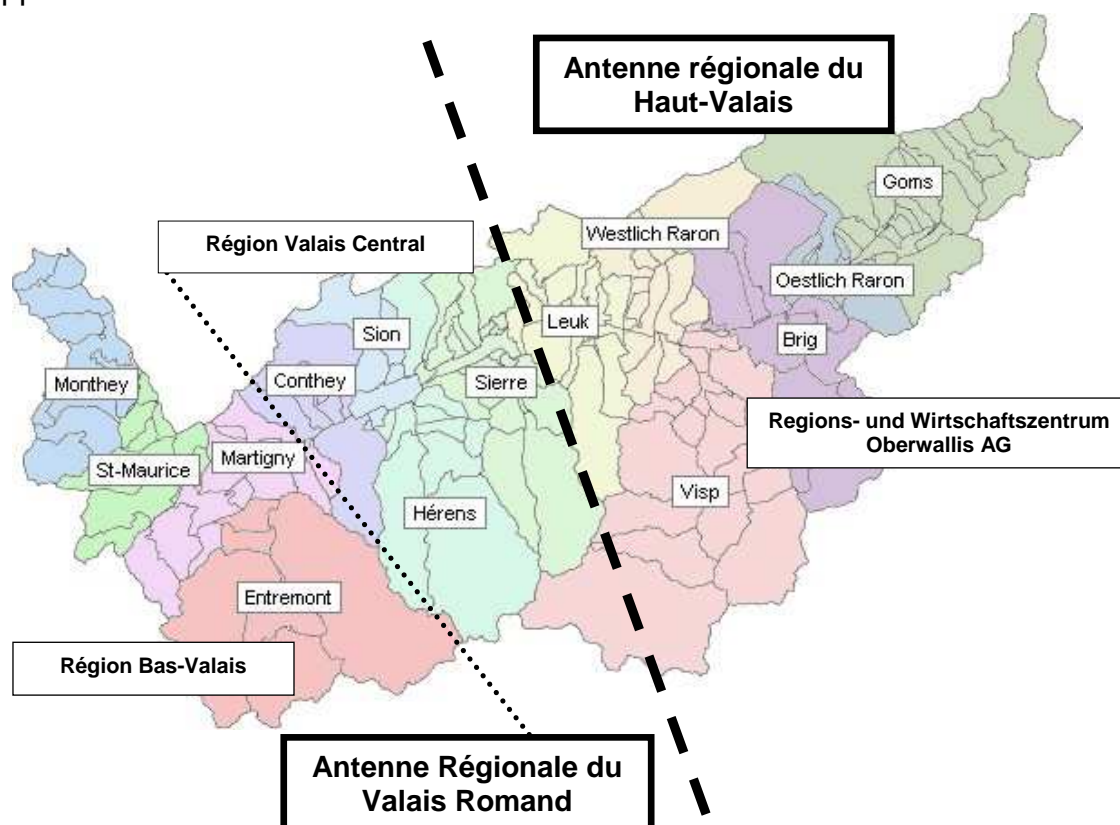 Antenne régionale du
Haut-Valais
Goms
Région Valais Central
Westlich Raron
Oestlich Raron
Sion
Leuk
Brig
Monthey
Conthey
Sierre
Regions- und Wirtschaftszentrum
Oberwallis AG
St-Maurice
Martigny
Visp
Hérens
Entremont
Région Bas-Valais
Antenne Régionale du
Valais Romand